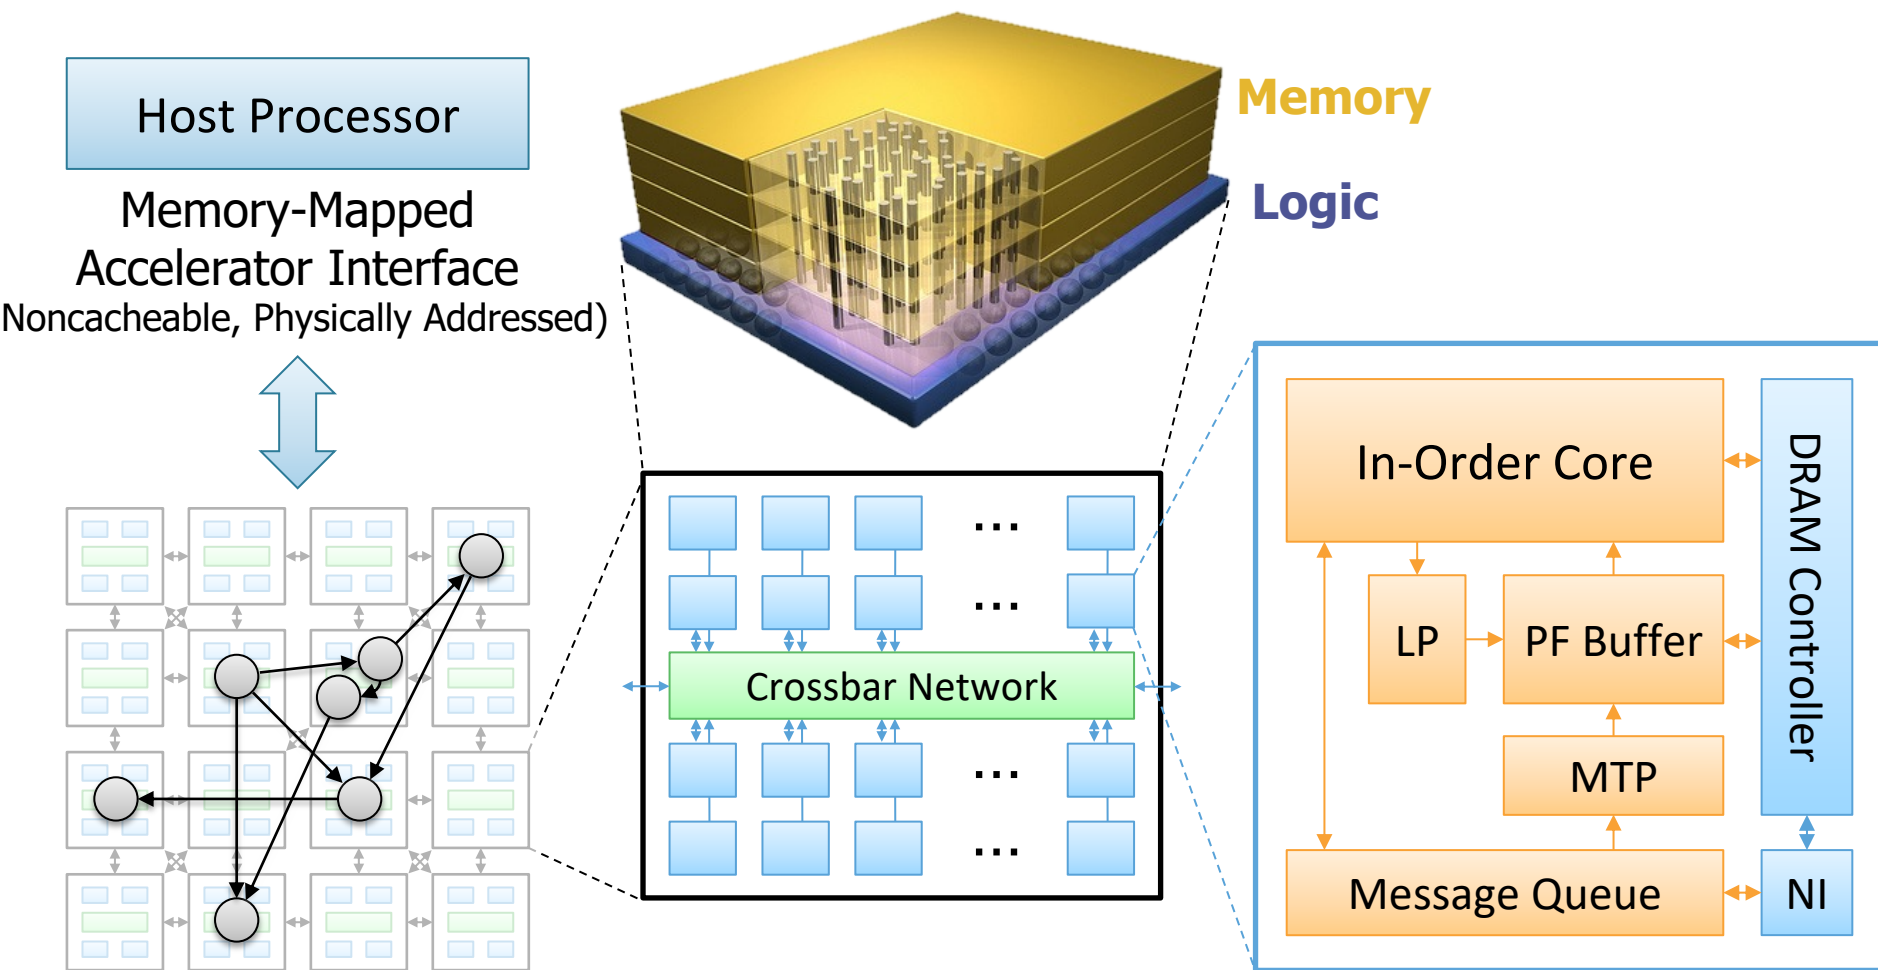 Host Processor
Memory-Mapped
Accelerator Interface
Noncacheable, Physically Addressed)
Memory
Logic
...
...
Crossbar Network
...
...
In-Order Core
LP
PF Buffer
MTP
Message Queue
DRAM Controller
NI